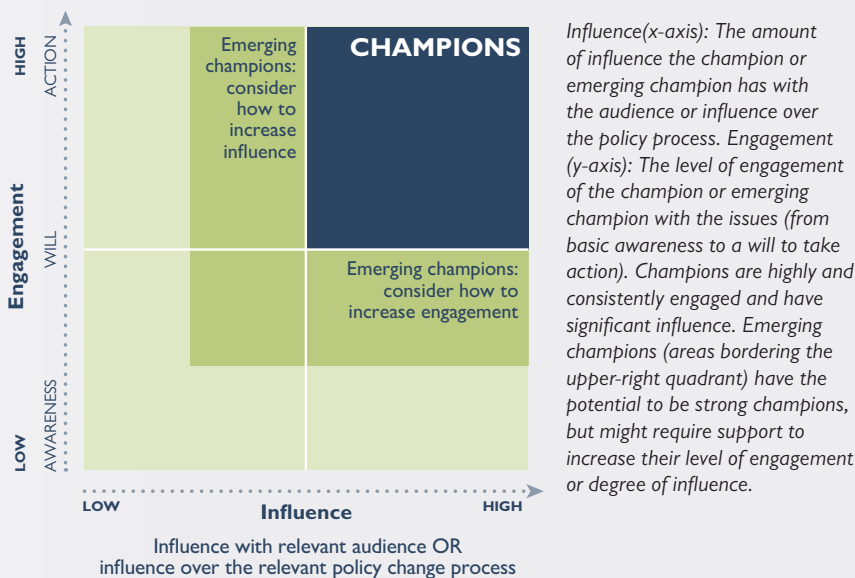 HIGH
ACTION
Engagement
WILL
LOW
AWARENESS
Emerging
champions:
consider
how to
increase
influence
CHAMPIONS
Emerging champions:
consider how to
increase engagement
LOW
Influence
HIGH
Influence with relevant audience OR
influence over the relevant policy change process
Influence(x-axis): The amount
of influence the champion or
emerging champion has with
the audience or influence over
the policy process. Engagement
(y-axis): The level of engagement
of the champion or emerging
champion with the issues (from
basic awareness to a will to take
action). Champions are highly and
consistently engaged and have
significant influence. Emerging
champions (areas bordering the
upper-right quadrant) have the
potential to be strong champions,
but might require support to
increase their level of engagement
or degree of influence.